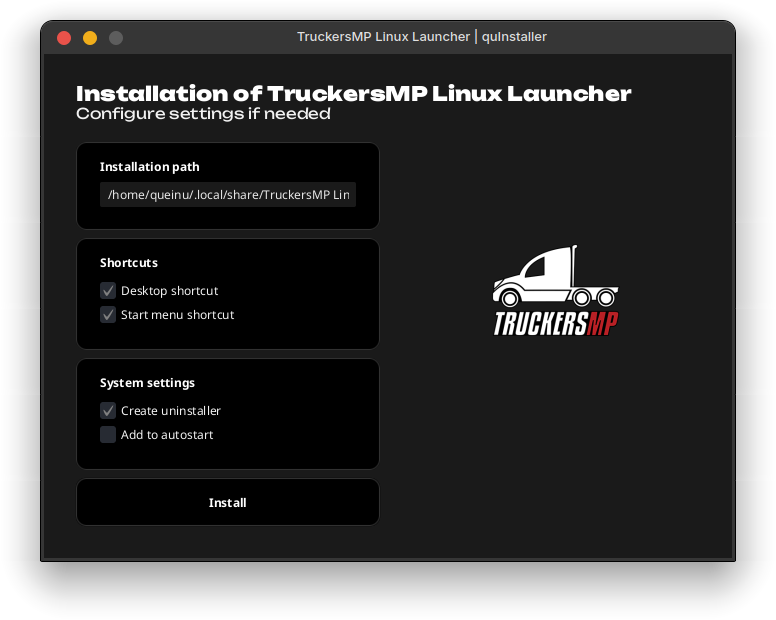 TruckersMP Linux Launcher | quInstaller
Installation of TruckersMP Linux Launcher
Configure settings if needed
Installation path
/home/queinu/.local/share/TruckersMP Lin
Shortcuts
Desktop shortcut
Start menu shortcut
System settings
Create uninstaller
Add to autostart
Install
TRUCKERSMP